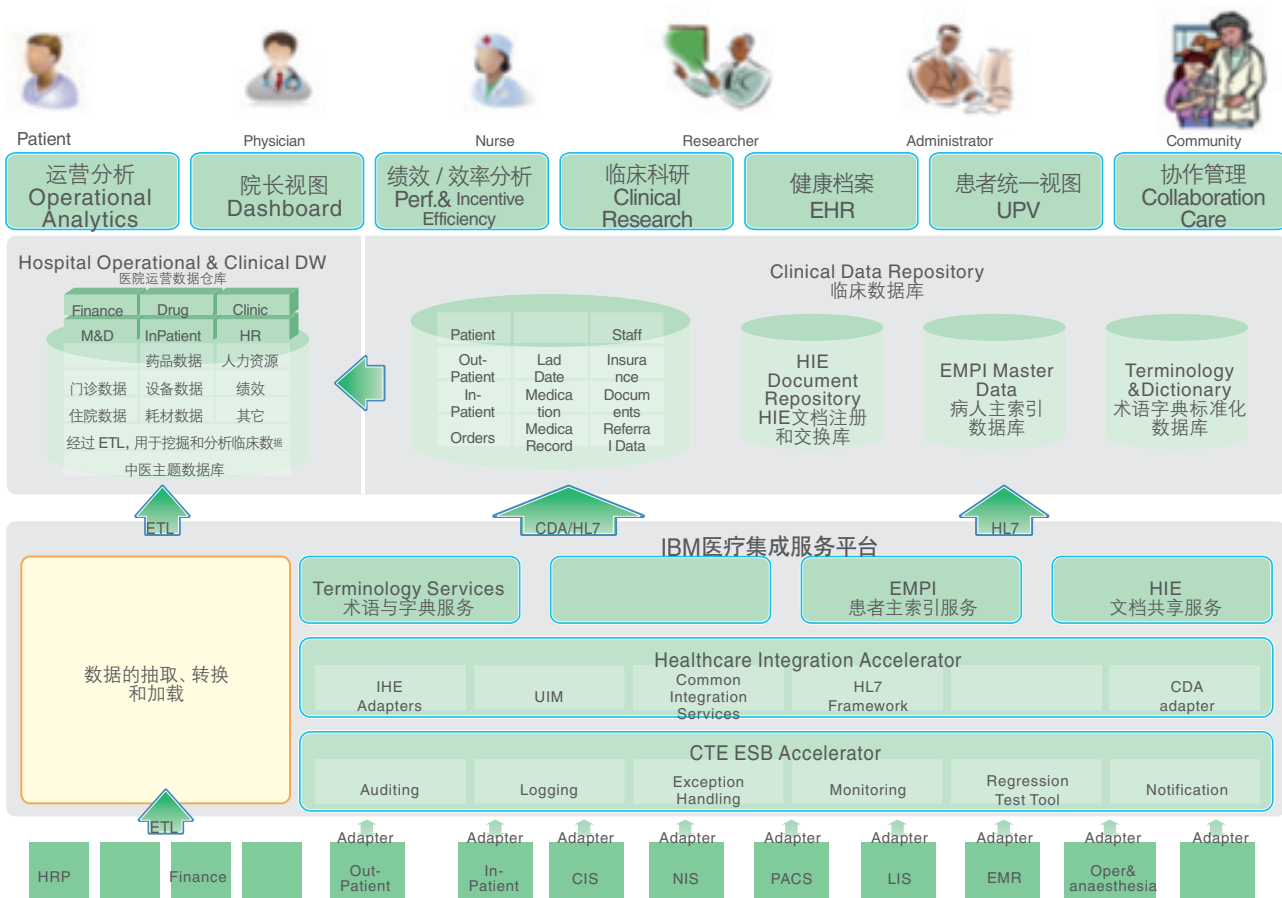 Patient
Physician
Nurse
Researcher
Administrator
Community
运营分析
Operational
Analytics
院长视图
Dashboard
绩效 / 效率分析
Perf.& Incentive
Efficiency
临床科研
Clinical
Research
健康档案
EHR
患者统一视图
UPV
协作管理
Collaboration
Care
Hospital Operational & Clinical DW
医院运营数据仓库
Finance
Drug
Clinic
M&D
InPatient
HR
药品数据
人力资源
门诊数据
设备数据
绩效
住院数据
耗材数据
其它
经过 ETL, 用于挖掘和分析临床数据
中医主题数据库
Clinical Data Repository
临床数据库
Patient
Staff
Out-
Patient
Lad
Date
Insura
nce
In-
Patient
Medica
tion
Docum
ents
Orders
Medica
Record
Referra
l Data
HIE
Document
Repository
HIE文档注册
和交换库
EMPI Master
Data
病人主索引
数据库
Terminology
&Dictionary
术语字典标准化
数据库
ETL
CDA/HL7
HL7
IBM医疗集成服务平台
数据的抽取、转换
和加载
Terminology Services
术语与字典服务
EMPI
患者主索引服务
HIE
文档共享服务
Healthcare Integration Accelerator
IHE
Adapters
UIM
Common
Integration
Services
HL7
Framework
CDA
adapter
CTE ESB Accelerator
Auditing
Logging
Exception
Handling
Monitoring
Regression
Test Tool
Notification
ETL
Adapter
Adapter
Adapter
Adapter
Adapter
Adapter
Adapter
Adapter
Adapter
HRP
Finance
Out-
Patient
In-
Patient
CIS
NIS
PACS
LIS
EMR
Oper&
anaesthesia